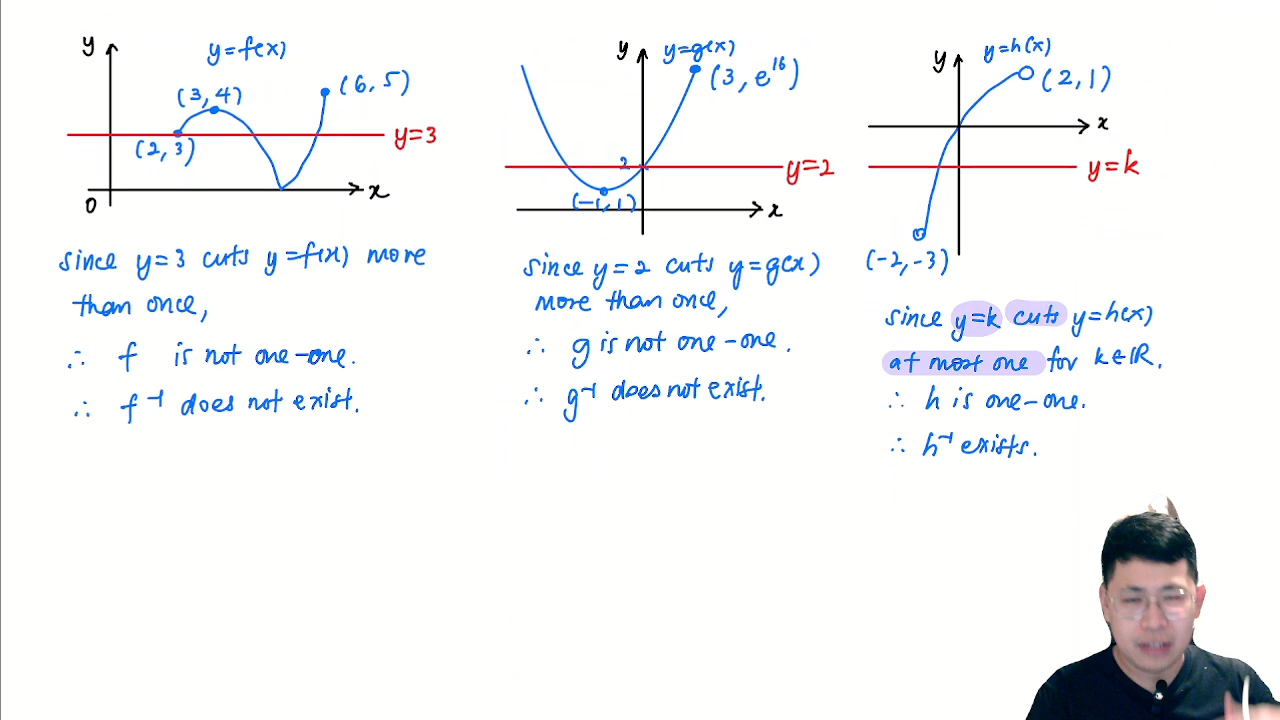 y
y=f(x)
(3,4)
(6,5)
y=3
(2,3)
0
x
since y=3 cuts y=f(x) more
than once,
∴ f is not one-one.
∴ f⁻¹ does not exist.
y
y=g(x)
(3, e¹⁶)
2
y=2
(-1,1)
x
since y=2 cuts y=g(x)
more than once,
∴ g is not one-one.
∴ g⁻¹ does not exist.
y=h(x)
y
(2,1)
x
y=k
(-2,-3)
since y=k cuts y=h(x)
at most one for k∈ℝ.
∴ h is one-one.
∴ h⁻¹ exists.